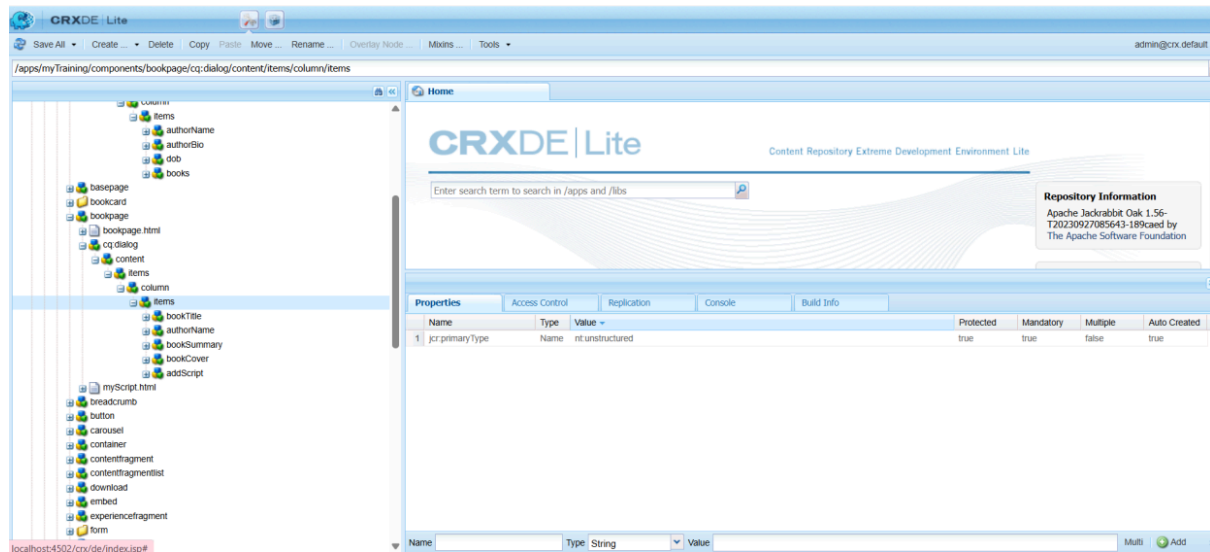 CRXDE Lite
Save All Create ... Delete Copy Paste Move ... Rename ... Overlay Node ... Mixins ... Tools admin@crx.default
/apps/myTraining/components/bookpage/cq:dialog/content/items/column/items
column
items
authorName
authorBio
dob
books
basepage
bookcard
bookpage
bookpage.html
cq:dialog
content
items
column
items
bookTitle
authorName
bookSummary
bookCover
addScript
myScript.html
breadcrumb
button
carousel
container
contentfragment
contentfragmentlist
download
embed
experiencefragment
form
localhost:4502/crx/de/index.jsp#
Home
CRXDE Lite
Content Repository Extreme Development Environment Lite
Enter search term to search in /apps and /libs
Repository Information
Apache Jackrabbit Oak 1.56-
T20230927085643-189caed by
The Apache Software
Foundation
Properties Access Control Replication Console Build Info
Name Type Value Protected Mandatory Multiple Auto Created
1 jcr:primaryType Name nt:unstructured true true false true
Name Type String Value Multi Add